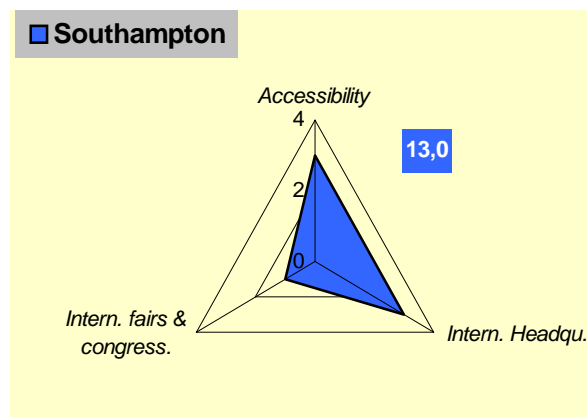 Southampton
Accessibility
4
13,0
2
0
Intern. fairs &
congress.
Intern. Headqu.